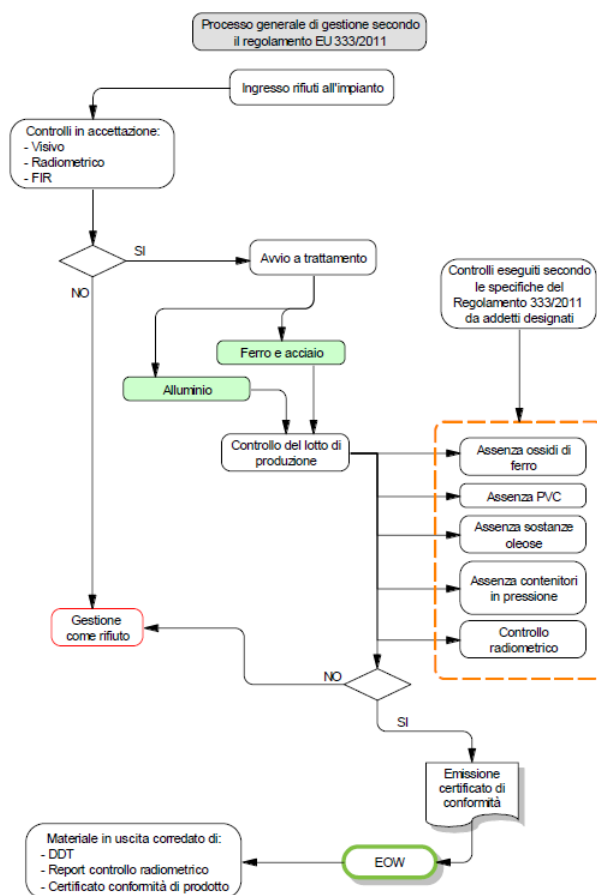 Processo generale di gestione secondo
il regolamento EU 333/2011
Ingresso rifiuti all'impianto
Controlli in accettazione:
- Visivo
- Radiometrico
- FIR
SI
NO
Avvio a trattamento
Controlli eseguiti secondo
le specifiche del
Regolamento 333/2011
da addetti designati
Ferro e acciaio
Alluminio
Controllo del lotto di
produzione
Assenza ossidi di
ferro
Assenza PVC
Assenza sostanze
oleose
Assenza contenitori
in pressione
Controllo
radiometrico
Gestione
come rifiuto
NO
SI
Emissione
certificato di
conformità
EOW
Materiale in uscita corredato di:
- DDT
- Report controllo radiometrico
- Certificato conformità di prodotto